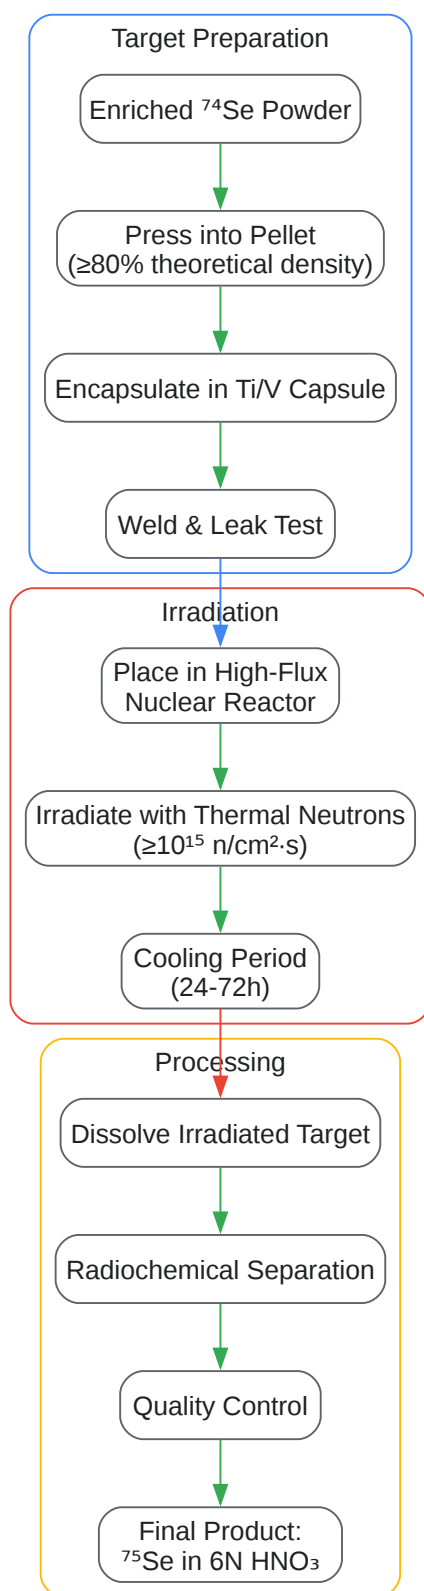 Target Preparation
Enriched ⁷⁴Se Powder
Press into Pellet
(≥80% theoretical density)
Encapsulate in Ti/V Capsule
Weld & Leak Test
Irradiation
Place in High-Flux
Nuclear Reactor
Irradiate with Thermal Neutrons
(≥10¹⁵ n/cm²·s)
Cooling Period
(24-72h)
Processing
Dissolve Irradiated Target
Radiochemical Separation
Quality Control
Final Product:
⁷⁵Se in 6N HNO₃